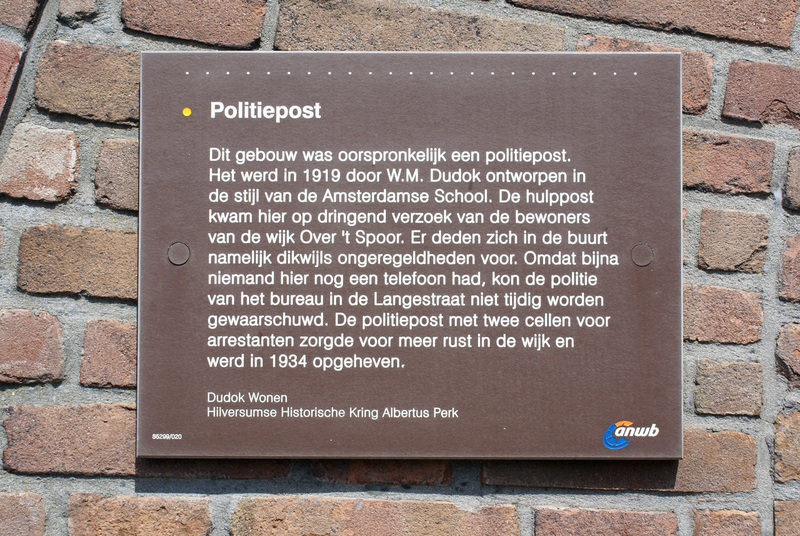 Politiepost
Dit gebouw was oorspronkelijk een politiepost.
Het werd in 1919 door W.M. Dudok ontworpen in
de stijl van de Amsterdamse School. De hulppost
kwam hier op dringend verzoek van de bewoners
van de wijk Over 't Spoor. Er deden zich in de buurt
namelijk dikwijls ongeregeldheden voor. Omdat bijna
niemand hier nog een telefoon had, kon de politie
van het bureau in de Langestraat niet tijdig worden
gewaarschuwd. De politiepost met twee cellen voor
arrestanten zorgde voor meer rust in de wijk en
werd in 1934 opgeheven.
Dudok Wonen
Hilversumse Historische Kring Albertus Perk
85299/020
anwb